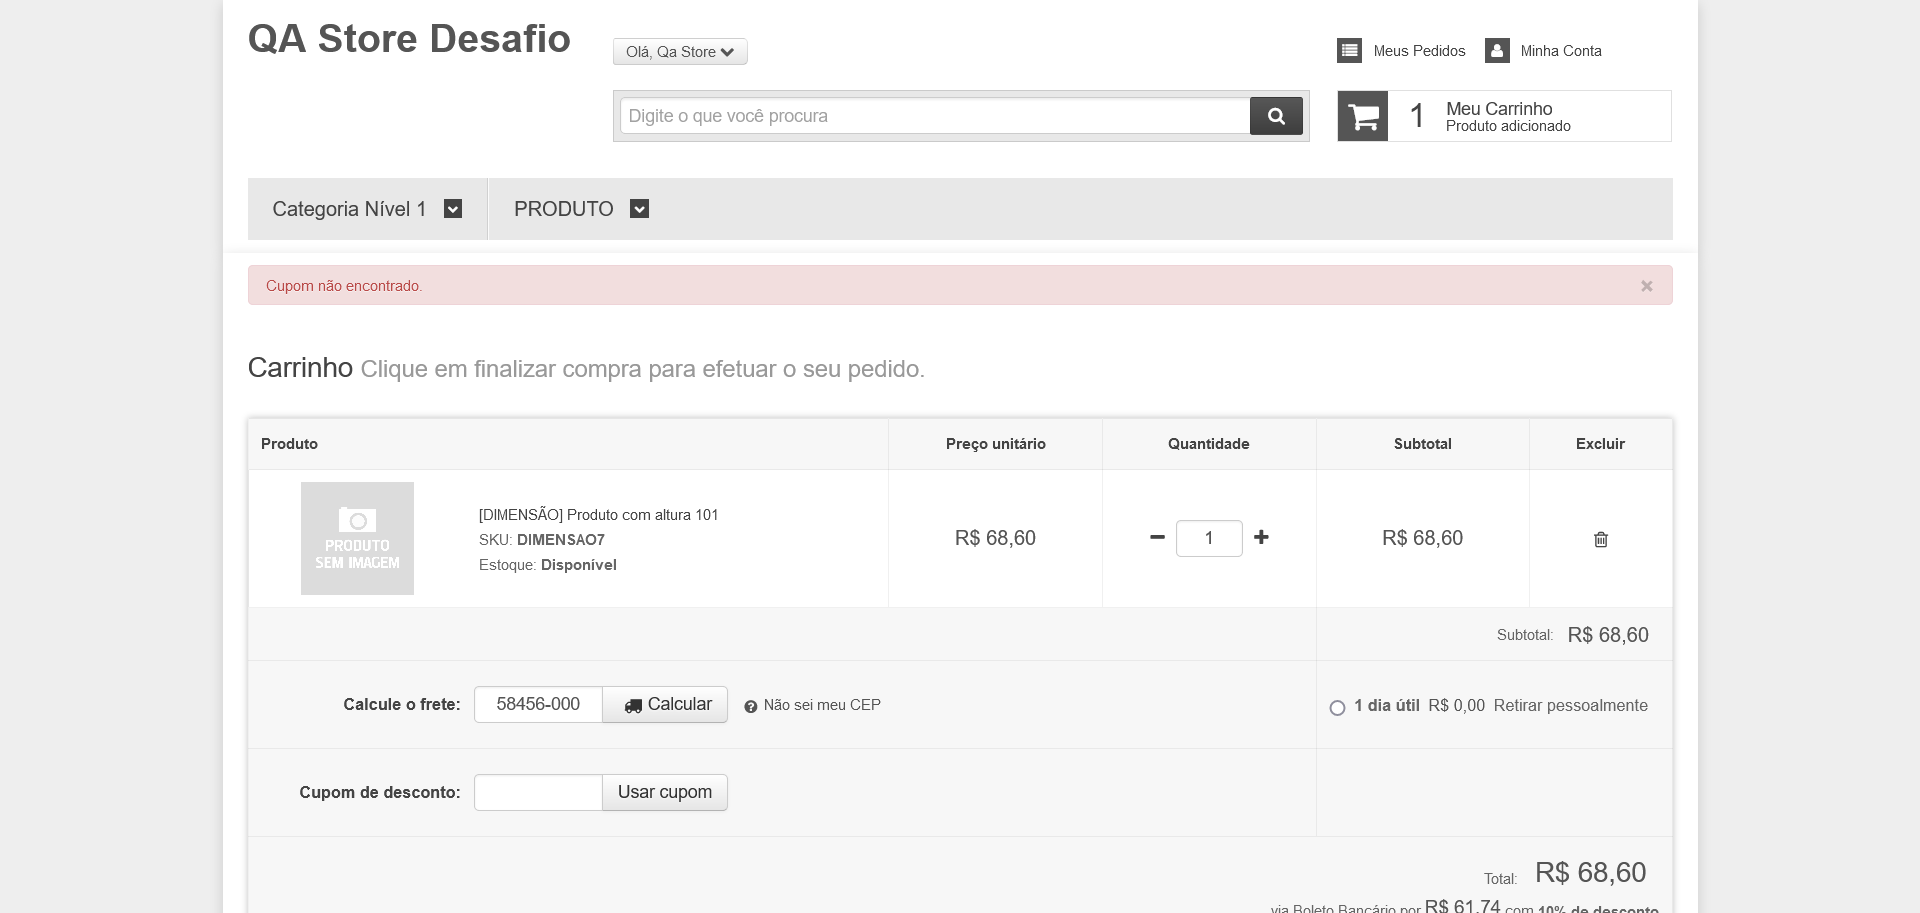 QA Store Desafio
Olá, Qa Store
Meus Pedidos
Minha Conta
Digite o que você procura
1
Meu Carrinho
Produto adicionado
Categoria Nível 1
PRODUTO
Cupom não encontrado.
×
Carrinho Clique em finalizar compra para efetuar o seu pedido.
Produto
Preço unitário
Quantidade
Subtotal
Excluir
PRODUTO
SEM IMAGEM
[DIMENSÃO] Produto com altura 101
SKU: DIMENSAO7
Estoque: Disponível
R$ 68,60
1
R$ 68,60
Subtotal: R$ 68,60
Calcule o frete:
58456-000
Calcular
Não sei meu CEP
1 dia útil R$ 0,00 Retirar pessoalmente
Cupom de desconto:
Usar cupom
Total: R$ 68,60
via Boleto Bancário por R$ 61,74 com 10% de desconto